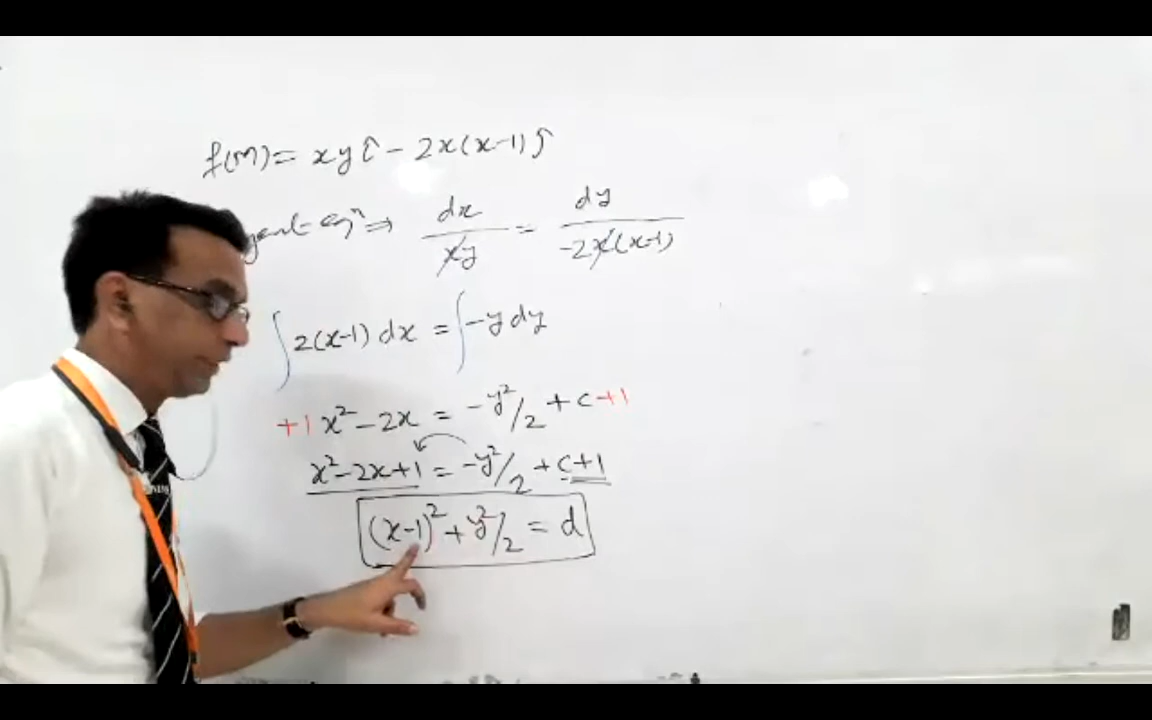 f(r) = xy î - 2x(x-1) ĵ
eqⁿ ⇒ dx/xy = dy/-2x(x-1)
∫ 2(x-1) dx = ∫ -y dy
+1 x² - 2x = -y²/2 + c +1
x² - 2x + 1 = -y²/2 + c + 1
(x-1)² + y²/2 = d